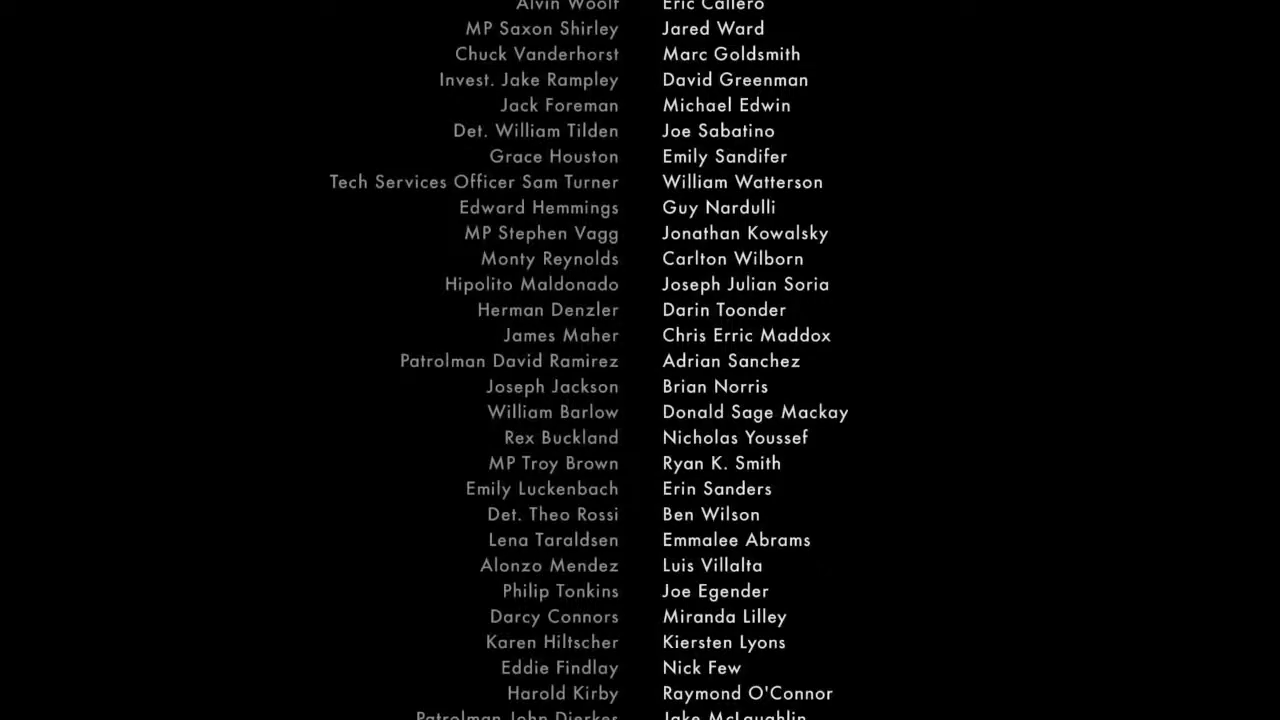 Alvin Woolf Eric Callero
MP Saxon Shirley Jared Ward
Chuck Vanderhorst Marc Goldsmith
Invest. Jake Rampley David Greenman
Jack Foreman Michael Edwin
Det. William Tilden Joe Sabatino
Grace Houston Emily Sandifer
Tech Services Officer Sam Turner William Watterson
Edward Hemmings Guy Nardulli
MP Stephen Vagg Jonathan Kowalsky
Monty Reynolds Carlton Wilborn
Hipolito Maldonado Joseph Julian Soria
Herman Denzler Darin Toonder
James Maher Chris Erric Maddox
Patrolman David Ramirez Adrian Sanchez
Joseph Jackson Brian Norris
William Barlow Donald Sage Mackay
Rex Buckland Nicholas Youssef
MP Troy Brown Ryan K. Smith
Emily Luckenbach Erin Sanders
Det. Theo Rossi Ben Wilson
Lena Taraldsen Emmalee Abrams
Alonzo Mendez Luis Villalta
Philip Tonkins Joe Egender
Darcy Connors Miranda Lilley
Karen Hiltscher Kiersten Lyons
Eddie Findlay Nick Few
Harold Kirby Raymond O'Connor
Patrolman John Dierkes Jake McLaughlin